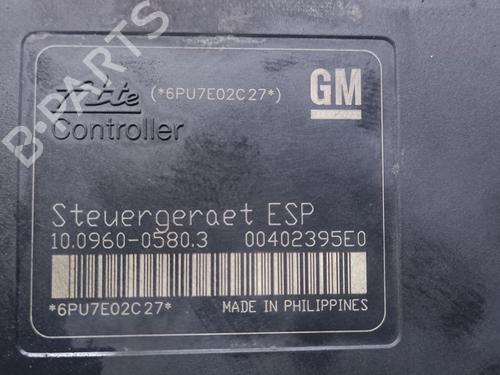 B-PARTS
Ate (*6PU7E02C27*) GM
Controller
Steuergeraet ESP
10.0960-0580.3 00402395E0
*6PU7E02C27* MADE IN PHILIPPINES